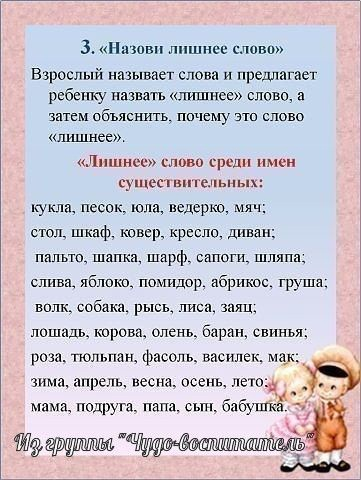 3. «Назови лишнее слово»
Взрослый называет слова и предлагает
ребенку назвать «лишнее» слово, а
затем объяснить, почему это слово
«лишнее».
«Лишнее» слово среди имен
существительных:
кукла, песок, юла, ведерко, мяч;
стол, шкаф, ковер, кресло, диван;
пальто, шапка, шарф, сапоги, шляпа;
слива, яблоко, помидор, абрикос, груша;
волк, собака, рысь, лиса, заяц;
лошадь, корова, олень, баран, свинья;
роза, тюльпан, фасоль, василек, мак;
зима, апрель, весна, осень, лето;
мама, подруга, папа, сын, бабушка.
Из группы "Чудо-воспитатель"